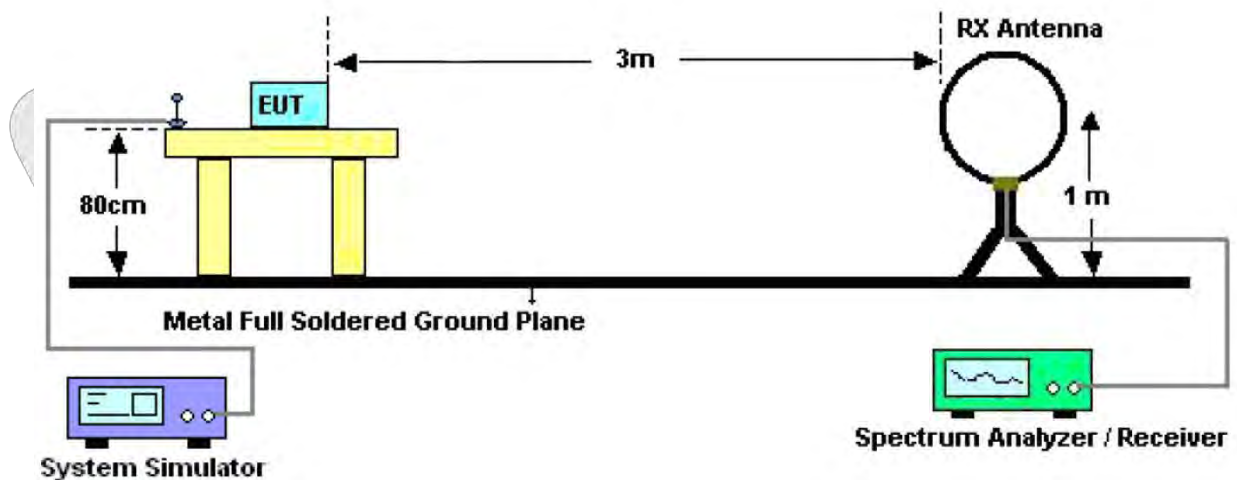 RX Antenna
3m
EUT
80cm
1 m
Metal Full Soldered Ground Plane
Spectrum Analyzer / Receiver
System Simulator